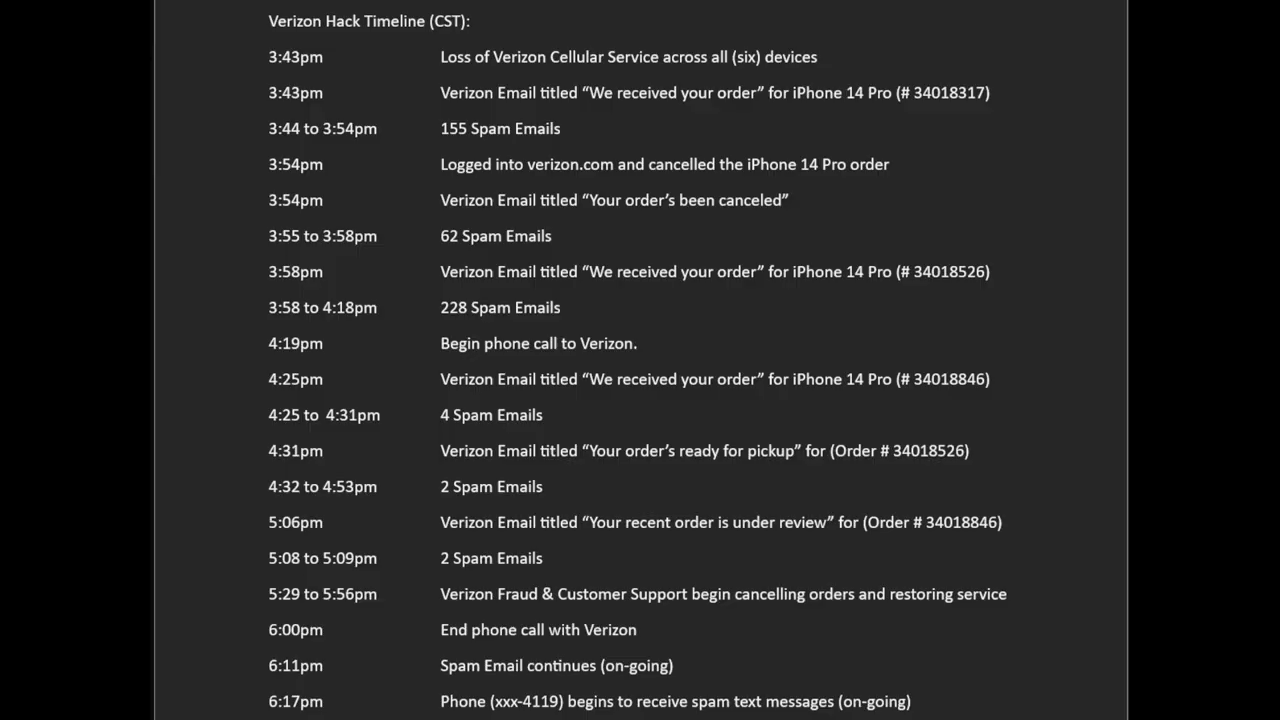 Verizon Hack Timeline (CST):
3:43pm Loss of Verizon Cellular Service across all (six) devices
3:43pm Verizon Email titled “We received your order” for iPhone 14 Pro (# 34018317)
3:44 to 3:54pm 155 Spam Emails
3:54pm Logged into verizon.com and cancelled the iPhone 14 Pro order
3:54pm Verizon Email titled “Your order’s been canceled”
3:55 to 3:58pm 62 Spam Emails
3:58pm Verizon Email titled “We received your order” for iPhone 14 Pro (# 34018526)
3:58 to 4:18pm 228 Spam Emails
4:19pm Begin phone call to Verizon.
4:25pm Verizon Email titled “We received your order” for iPhone 14 Pro (# 34018846)
4:25 to 4:31pm 4 Spam Emails
4:31pm Verizon Email titled “Your order’s ready for pickup” for (Order # 34018526)
4:32 to 4:53pm 2 Spam Emails
5:06pm Verizon Email titled “Your recent order is under review” for (Order # 34018846)
5:08 to 5:09pm 2 Spam Emails
5:29 to 5:56pm Verizon Fraud & Customer Support begin cancelling orders and restoring service
6:00pm End phone call with Verizon
6:11pm Spam Email continues (on-going)
6:17pm Phone (xxx-4119) begins to receive spam text messages (on-going)